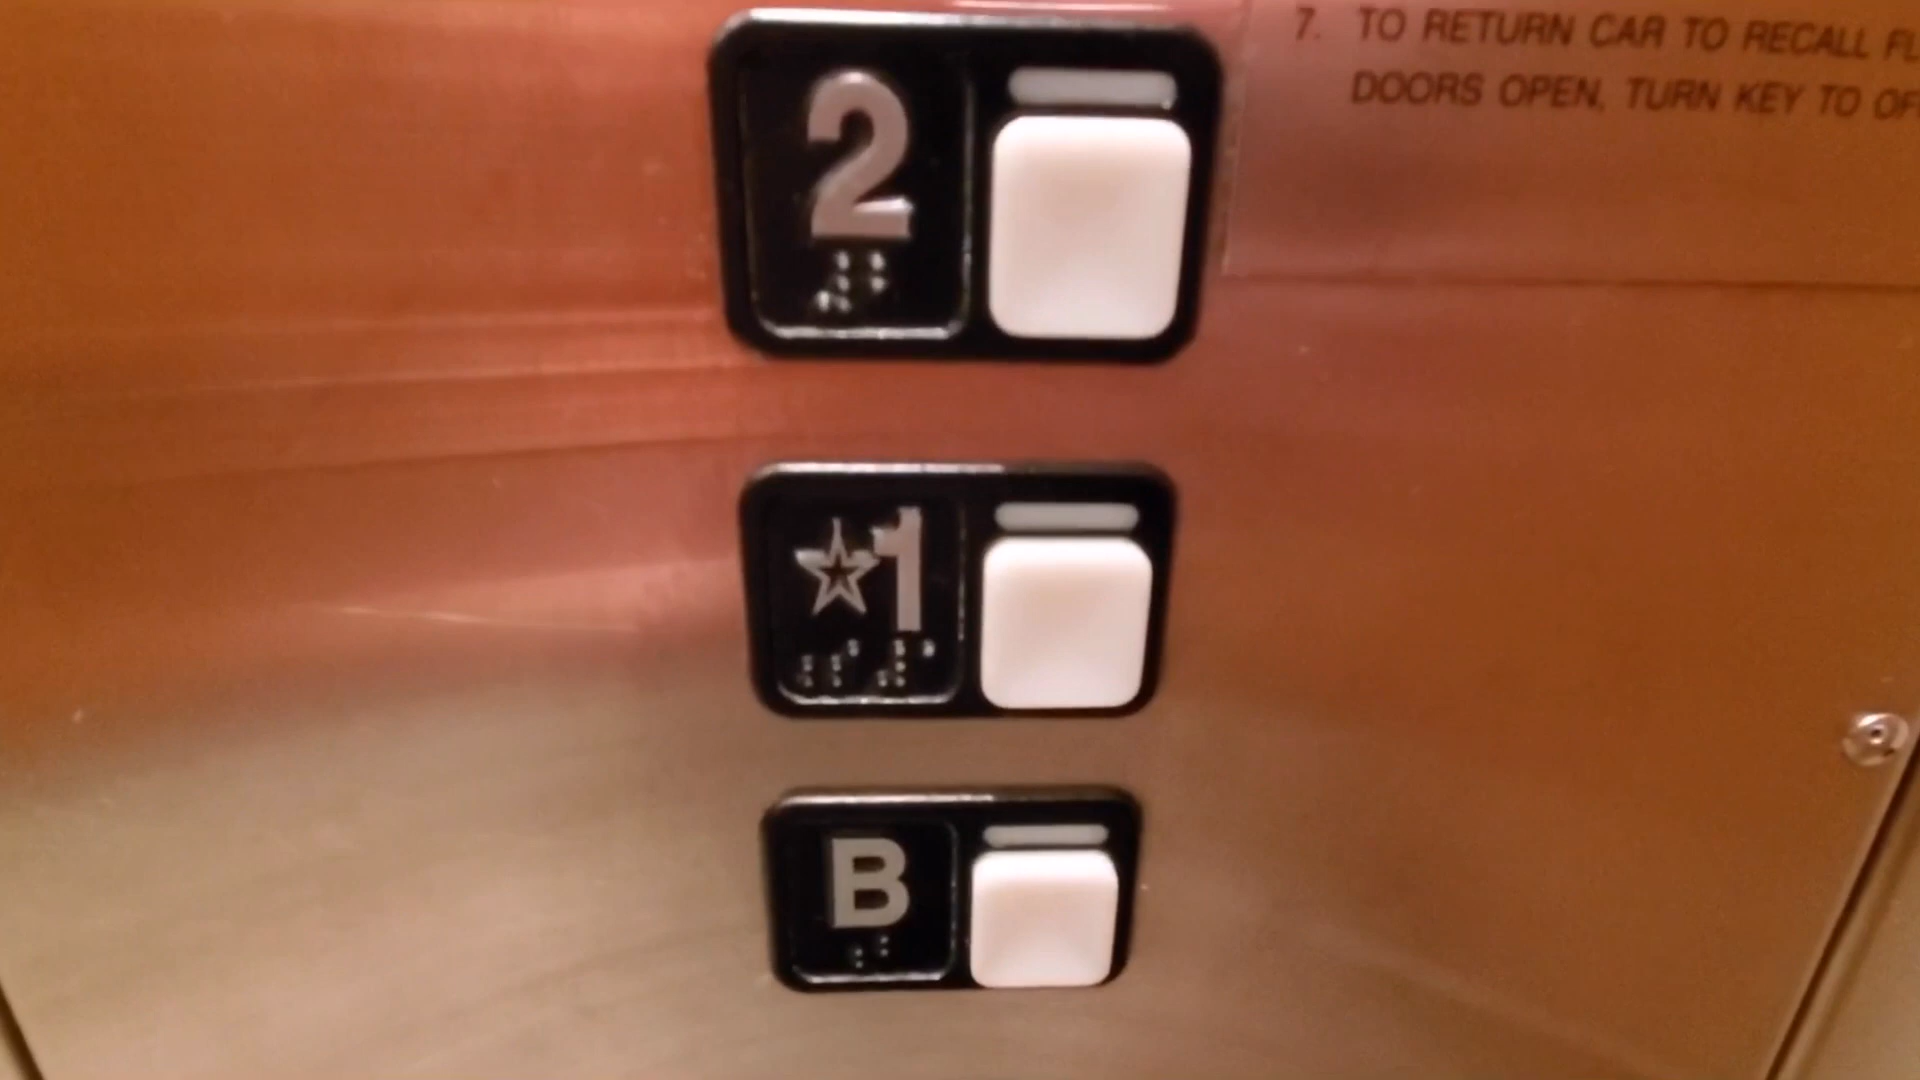 7. TO RETURN CAR TO RECALL
DOORS OPEN, TURN KEY TO
2
☆1
B